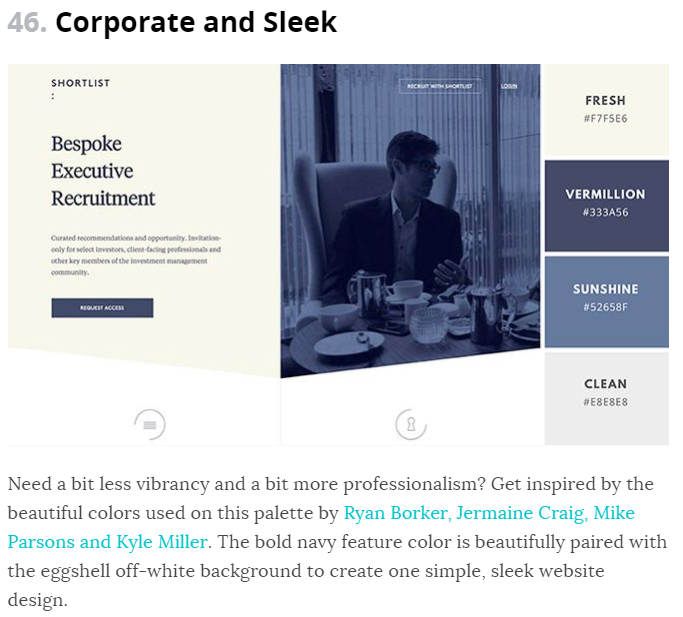 46. Corporate and Sleek
SHORTLIST
:
Bespoke
Executive
Recruitment
Curated recommendations and opportunity. Invitation-
only for select investors, client-facing professionals and
other key members of the investment management
community.
REQUEST ACCESS
RECRUIT WITH SHORTLIST
LOGIN
FRESH
#F7F5E6
VERMILLION
#333A56
SUNSHINE
#52658F
CLEAN
#E8E8E8
Need a bit less vibrancy and a bit more professionalism? Get inspired by the
beautiful colors used on this palette by Ryan Borker, Jermaine Craig, Mike
Parsons and Kyle Miller. The bold navy feature color is beautifully paired with
the eggshell off-white background to create one simple, sleek website
design.